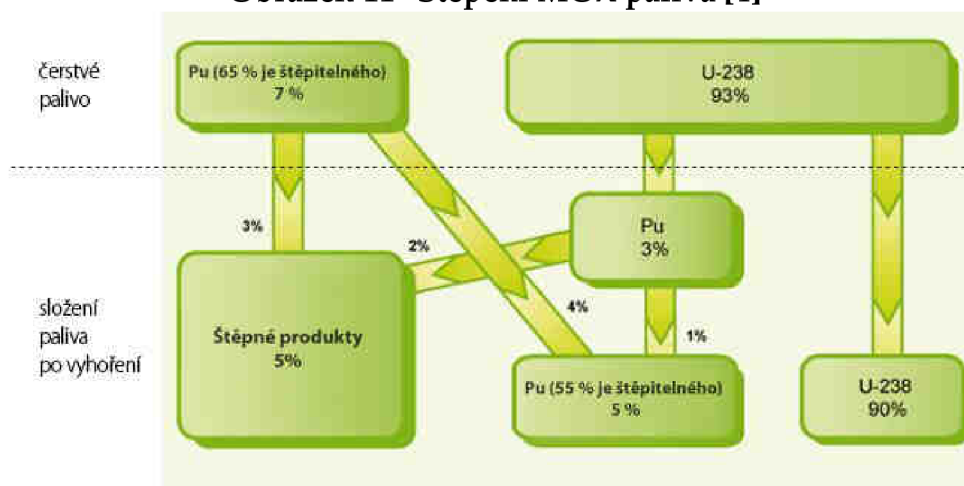 čerstvé
palivo
Pu (65 % je štěpitelného)
7 %
U-238
93%
3%
2%
Pu
3%
4%
1%
složení
paliva
po vyhoření
Štěpné produkty
5%
Pu (55 % je štěpitelného)
5 %
U-238
90%